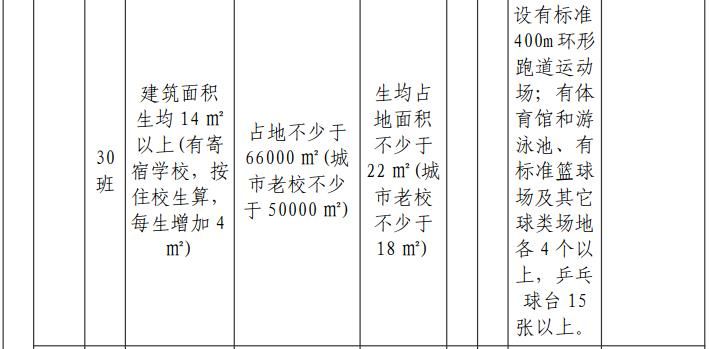 30
班
建筑面积
生均 14 ㎡
以上(有寄
宿学校，按
住校生算，
每生增加 4
㎡)
占地不少于
66000 ㎡(城
市老校不少
于 50000 ㎡)
生均占
地面积
不少于
22 ㎡(城
市老校
不少于
18 ㎡)
设有标准
400m 环形
跑道运动
场；有体
育馆和游
泳池、有
标准篮球
场及其它
球类场地
各 4 个以
上，乒乓
球台 15
张以上。